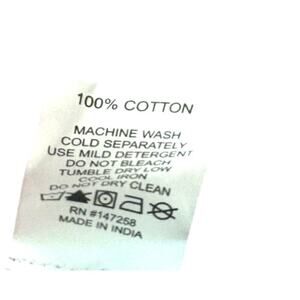 100% COTTON
MACHINE WASH
COLD SEPARATELY
USE MILD DETERGENT
DO NOT BLEACH
TUMBLE DRY LOW
COOL IRON
DO NOT DRY CLEAN
RN #147258
MADE IN INDIA